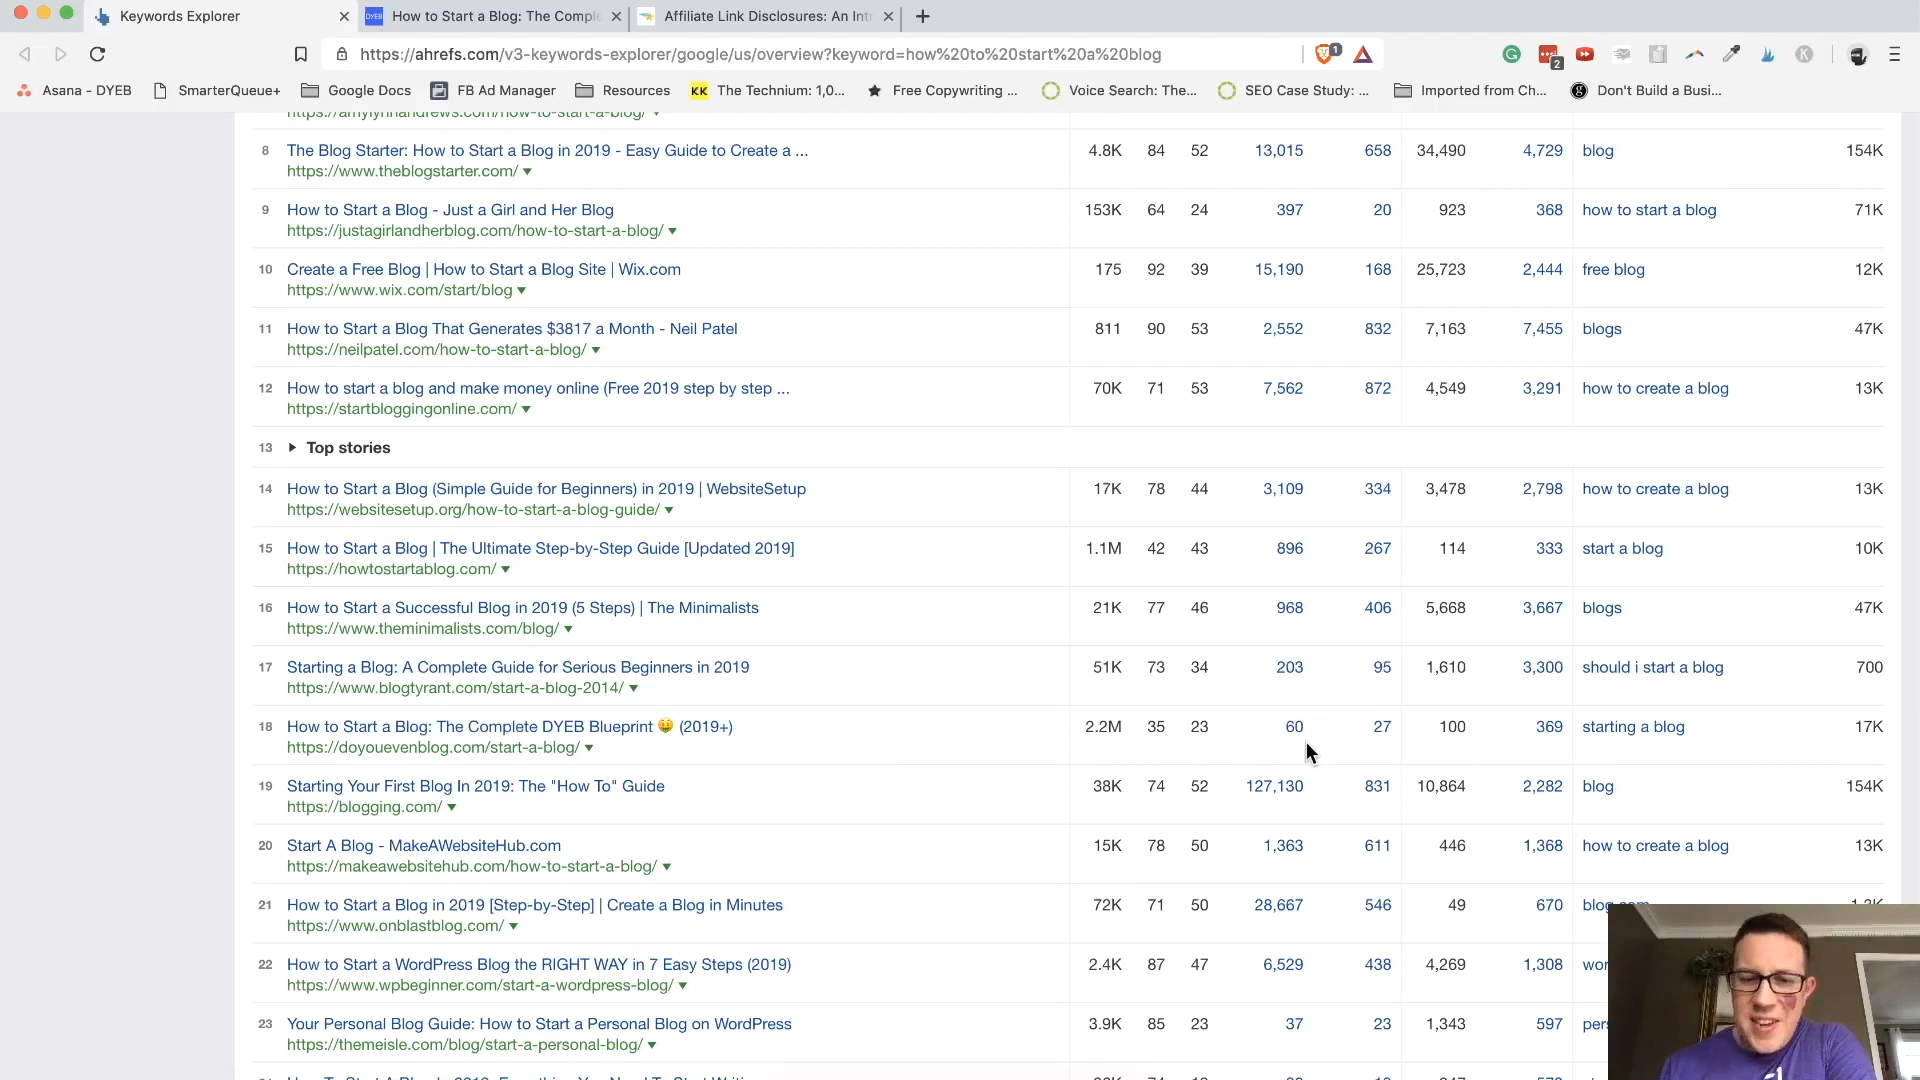 Keywords Explorer
How to Start a Blog: The Comple
Affiliate Link Disclosures: An Int
https://ahrefs.com/v3-keywords-explorer/google/us/overview?keyword=how%20to%20start%20a%20blog
1
2
K
Asana - DYEB
SmarterQueue+
Google Docs
FB Ad Manager
Resources
KK The Technium: 1,0...
Free Copywriting ...
Voice Search: The...
SEO Case Study: ...
Imported from Ch...
Don't Build a Busi...
https://amylynnandrews.com/how-to-start-a-blog/
8 The Blog Starter: How to Start a Blog in 2019 - Easy Guide to Create a ... 4.8K 84 52 13,015 658 34,490 4,729 blog 154K
https://www.theblogstarter.com/
9 How to Start a Blog - Just a Girl and Her Blog 153K 64 24 397 20 923 368 how to start a blog 71K
https://justagirlandherblog.com/how-to-start-a-blog/
10 Create a Free Blog | How to Start a Blog Site | Wix.com 175 92 39 15,190 168 25,723 2,444 free blog 12K
https://www.wix.com/start/blog
11 How to Start a Blog That Generates $3817 a Month - Neil Patel 811 90 53 2,552 832 7,163 7,455 blogs 47K
https://neilpatel.com/how-to-start-a-blog/
12 How to start a blog and make money online (Free 2019 step by step ... 70K 71 53 7,562 872 4,549 3,291 how to create a blog 13K
https://startbloggingonline.com/
13 Top stories
14 How to Start a Blog (Simple Guide for Beginners) in 2019 | WebsiteSetup 17K 78 44 3,109 334 3,478 2,798 how to create a blog 13K
https://websitesetup.org/how-to-start-a-blog-guide/
15 How to Start a Blog | The Ultimate Step-by-Step Guide [Updated 2019] 1.1M 42 43 896 267 114 333 start a blog 10K
https://howtostartablog.com/
16 How to Start a Successful Blog in 2019 (5 Steps) | The Minimalists 21K 77 46 968 406 5,668 3,667 blogs 47K
https://www.theminimalists.com/blog/
17 Starting a Blog: A Complete Guide for Serious Beginners in 2019 51K 73 34 203 95 1,610 3,300 should i start a blog 700
https://www.blogtyrant.com/start-a-blog-2014/
18 How to Start a Blog: The Complete DYEB Blueprint 🤑 (2019+) 2.2M 35 23 60 27 100 369 starting a blog 17K
https://doyouevenblog.com/start-a-blog/
19 Starting Your First Blog In 2019: The "How To" Guide 38K 74 52 127,130 831 10,864 2,282 blog 154K
https://blogging.com/
20 Start A Blog - MakeAWebsiteHub.com 15K 78 50 1,363 611 446 1,368 how to create a blog 13K
https://makeawebsitehub.com/how-to-start-a-blog/
21 How to Start a Blog in 2019 [Step-by-Step] | Create a Blog in Minutes 72K 71 50 28,667 546 49 670
https://www.onblastblog.com/
22 How to Start a WordPress Blog the RIGHT WAY in 7 Easy Steps (2019) 2.4K 87 47 6,529 438 4,269 1,308 wor
https://www.wpbeginner.com/start-a-wordpress-blog/
23 Your Personal Blog Guide: How to Start a Personal Blog on WordPress 3.9K 85 23 37 23 1,343 597 pers
https://themeisle.com/blog/start-a-personal-blog/